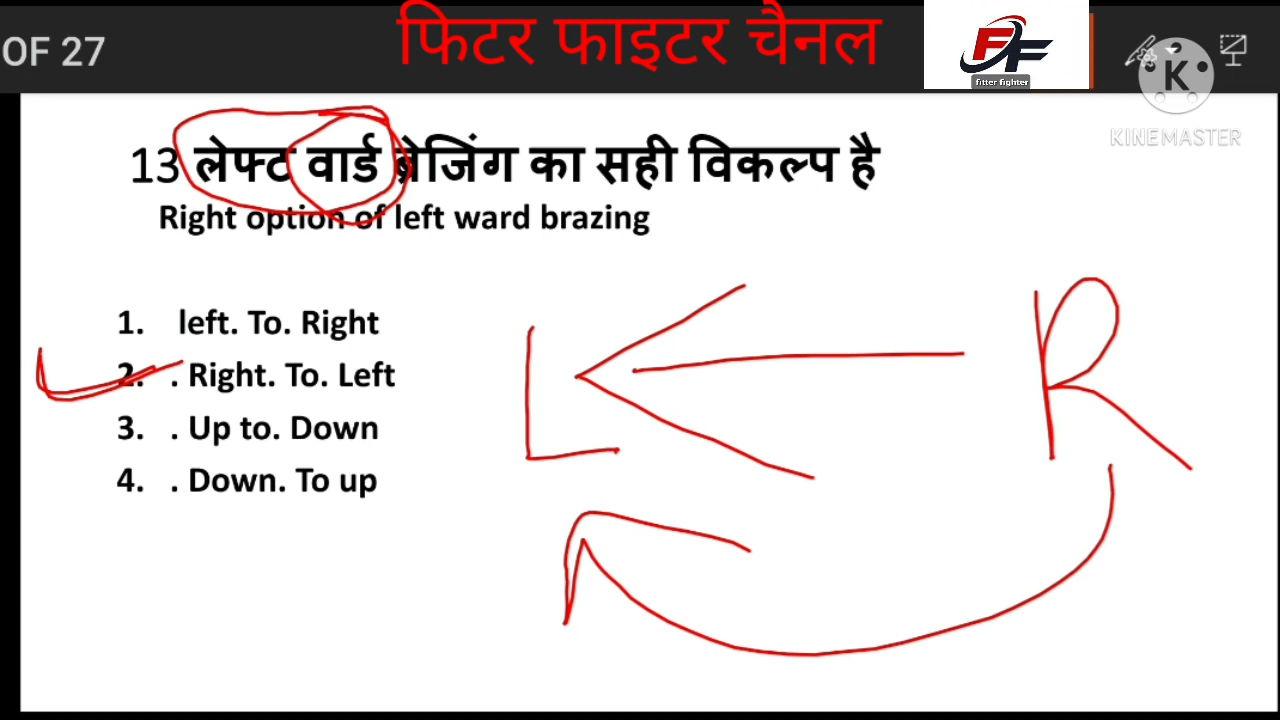 फिटर फाइटर चैनल
OF 27
FF
fitter fighter
K
KINEMASTER
13 लेफ्ट वार्ड ब्रेजिंग का सही विकल्प है
Right option of left ward brazing
1. left. To. Right
2. . Right. To. Left
3. . Up to. Down
4. . Down. To up
L R